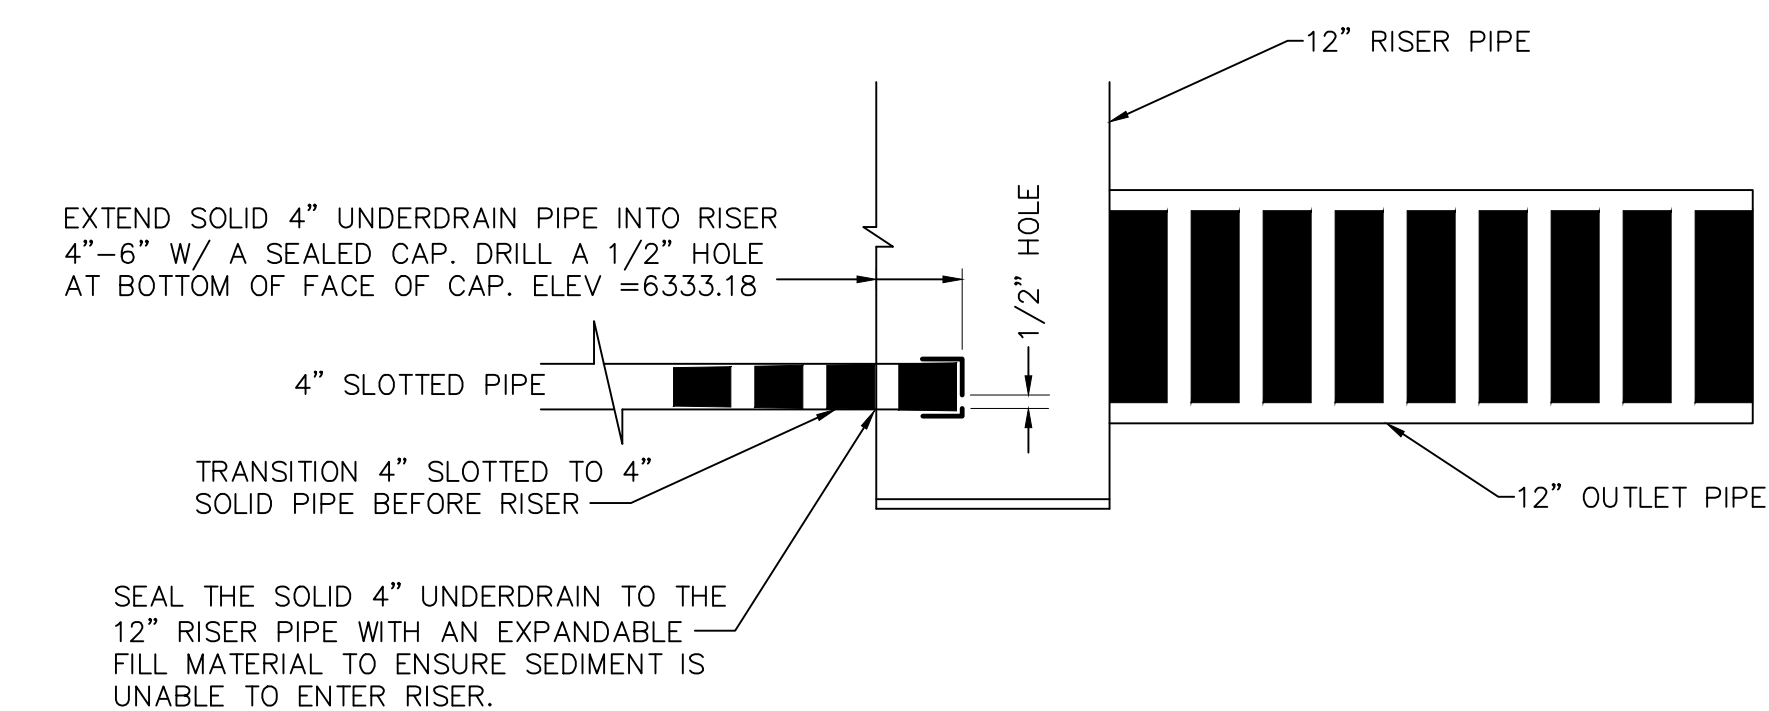 12” RISER PIPE
EXTEND SOLID 4” UNDERDRAIN PIPE INTO RISER
4”–6” W/ A SEALED CAP. DRILL A 1/2” HOLE
AT BOTTOM OF FACE OF CAP. ELEV =6333.18
1/2” HOLE
4” SLOTTED PIPE
TRANSITION 4” SLOTTED TO 4”
SOLID PIPE BEFORE RISER
12” OUTLET PIPE
SEAL THE SOLID 4” UNDERDRAIN TO THE
12” RISER PIPE WITH AN EXPANDABLE
FILL MATERIAL TO ENSURE SEDIMENT IS
UNABLE TO ENTER RISER.